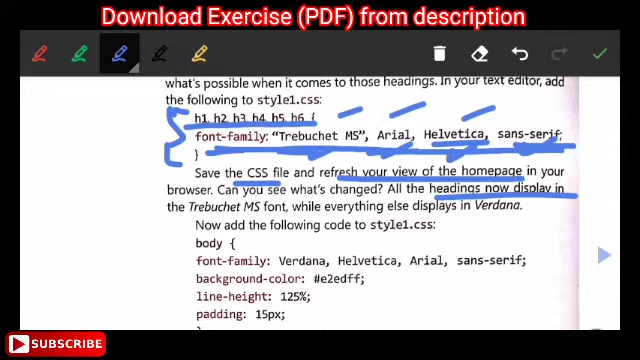 Download Exercise (PDF) from description
what's possible when it comes to those headings. In your text editor, add
the following to style1.css:
h1, h2, h3, h4, h5, h6 {
font-family: “Trebuchet MS”, Arial, Helvetica, sans-serif;
}
Save the CSS file and refresh your view of the homepage in your
browser. Can you see what's changed? All the headings now display in
the Trebuchet MS font, while everything else displays in Verdana.
Now add the following code to style1.css:
body {
font-family: Verdana, Helvetica, Arial, sans-serif;
background-color: #e2edff;
line-height: 125%;
padding: 15px;
SUBSCRIBE